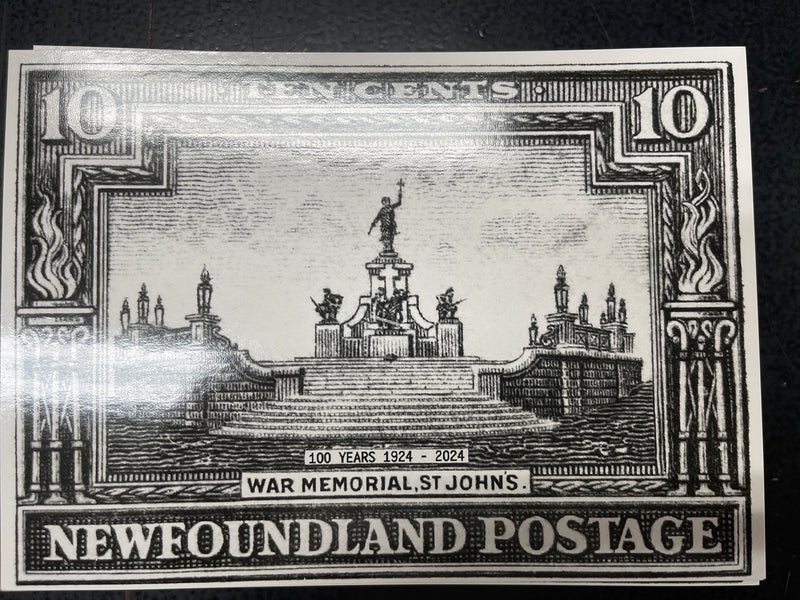 TEN CENTS
10 10
100 YEARS 1924 - 2024
WAR MEMORIAL, ST JOHN'S.
NEWFOUNDLAND POSTAGE